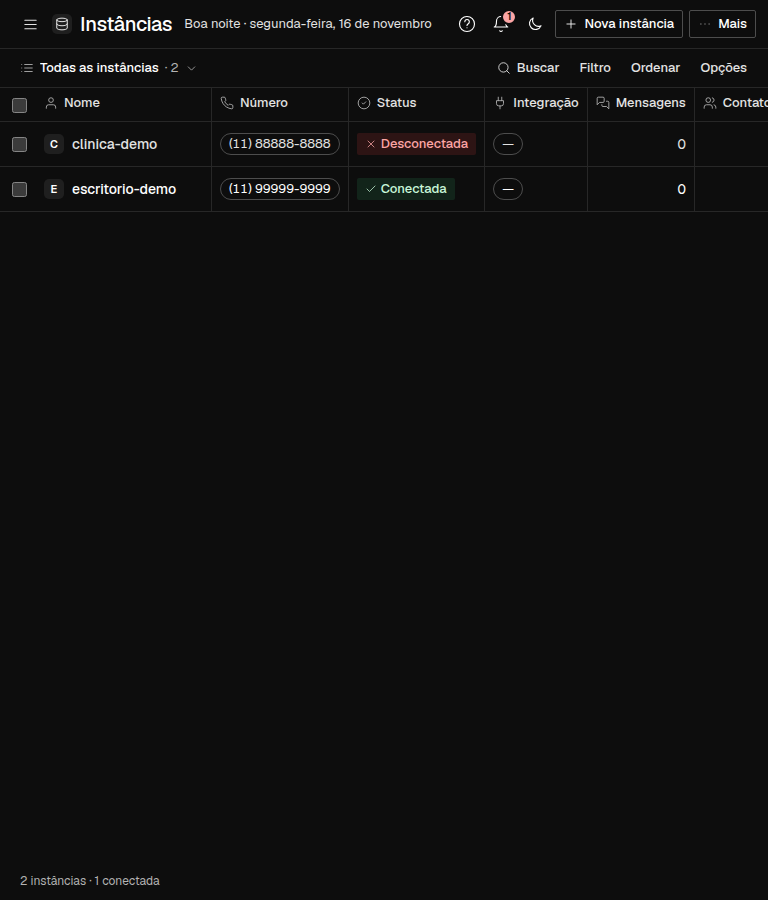 Instâncias Boa noite · segunda-feira, 16 de novembro 1 Nova instância Mais
Todas as instâncias · 2 Buscar Filtro Ordenar Opções
Nome Número Status Integração Mensagens Contato
C clinica-demo (11) 88888-8888 Desconectada — 0
E escritorio-demo (11) 99999-9999 Conectada — 0
2 instâncias · 1 conectada